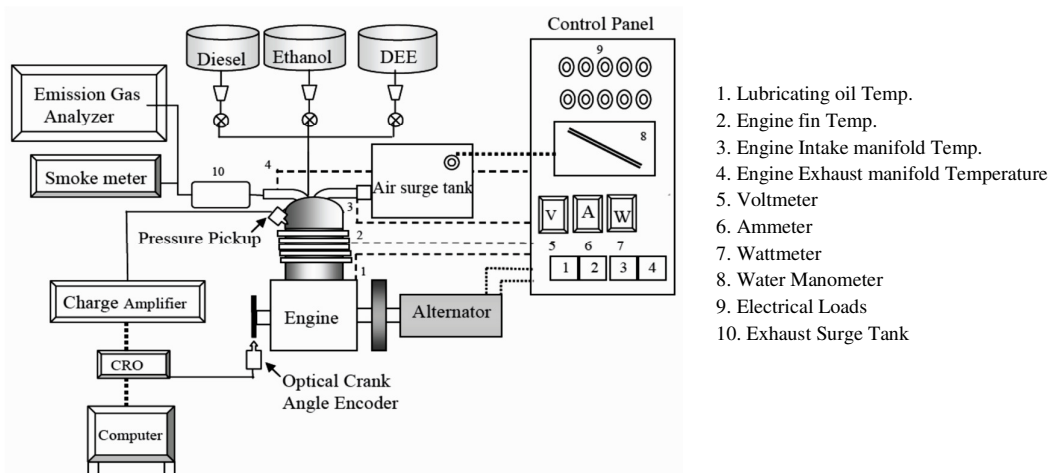 Control Panel
Diesel
Ethanol
DEE
9
Emission Gas
Analyzer
8
10
4
Smoke meter
Air surge tank
3
V
A
W
Pressure Pickup
2
5
6
7
1
1
2
3
4
Charge Amplifier
Engine
Alternator
CRO
Optical Crank
Angle Encoder
Computer
1. Lubricating oil Temp.
2. Engine fin Temp.
3. Engine Intake manifold Temp.
4. Engine Exhaust manifold Temperature
5. Voltmeter
6. Ammeter
7. Wattmeter
8. Water Manometer
9. Electrical Loads
10. Exhaust Surge Tank